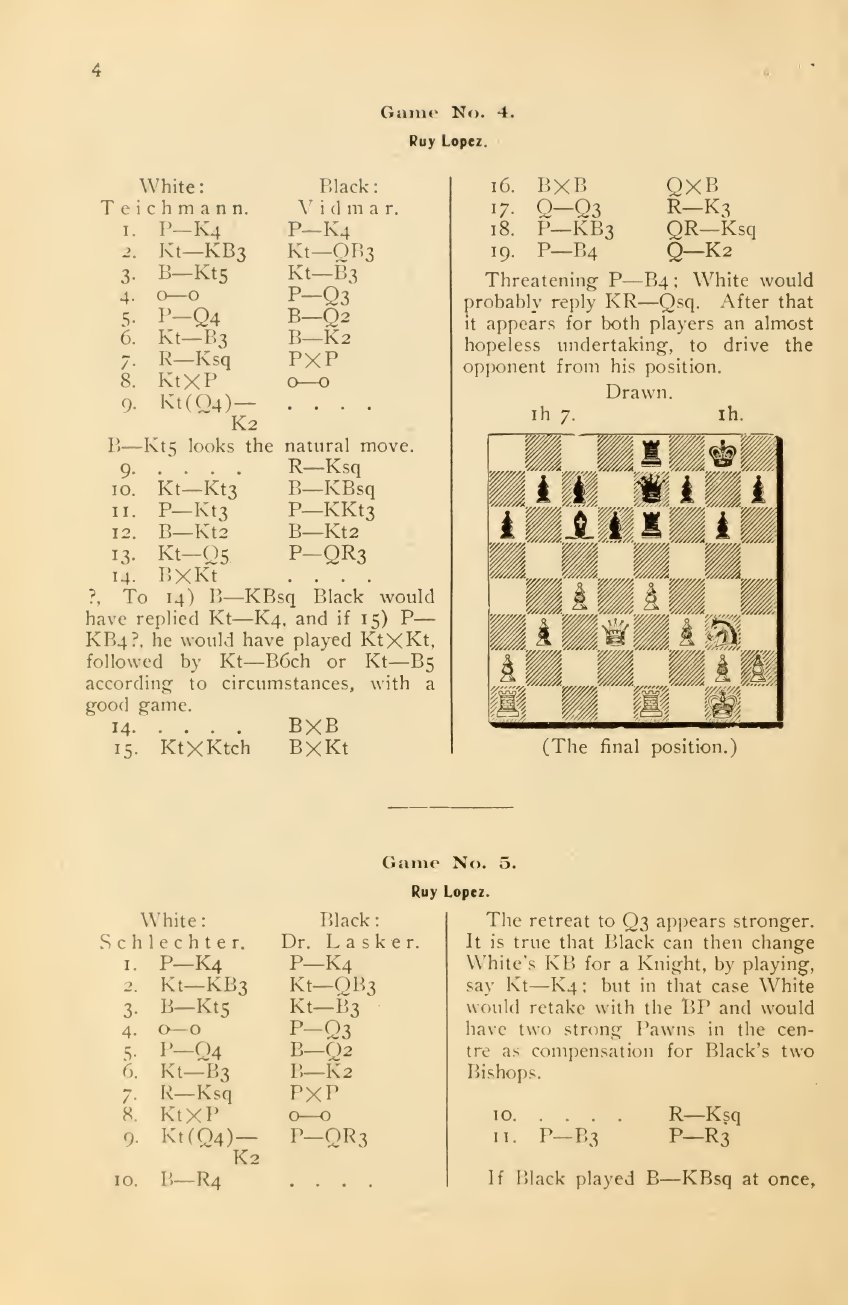 4
Game No. 4.
Ruy Lopez.
White: Black:
Teichmann. Vidmar.
1. P—K4 P—K4
2. Kt—KB3 Kt—QB3
3. B—Kt5 Kt—B3
4. o—o P—Q3
5. P—Q4 B—Q2
6. Kt—B3 B—K2
7. R—Ksq P×P
8. Kt×P o—o
9. Kt(Q4)— . . . .
K2
B—Kt5 looks the natural move.
9. . . . . R—Ksq
10. Kt—Kt3 B—KBsq
11. P—Kt3 P—KKt3
12. B—Kt2 B—Kt2
13. Kt—Q5 P—QR3
14. B×Kt . . . .
?, To 14) B—KBsq Black would
have replied Kt—K4, and if 15) P—
KB4?, he would have played Kt×Kt,
followed by Kt—B6ch or Kt—B5
according to circumstances, with a
good game.
14. . . . . B×B
15. Kt×Ktch B×Kt
16. B×B Q×B
17. Q—Q3 R—K3
18. P—KB3 QR—Ksq
19. P—B4 Q—K2
Threatening P—B4; White would
probably reply KR—Qsq. After that
it appears for both players an almost
hopeless undertaking, to drive the
opponent from his position.
Drawn.
1h 7. 1h.
(The final position.)
Game No. 5.
Ruy Lopez.
White: Black:
Schlechter. Dr. Lasker.
1. P—K4 P—K4
2. Kt—KB3 Kt—QB3
3. B—Kt5 Kt—B3
4. o—o P—Q3
5. P—Q4 B—Q2
6. Kt—B3 B—K2
7. R—Ksq P×P
8. Kt×P o—o
9. Kt(Q4)— P—QR3
K2
10. B—R4 . . . .
The retreat to Q3 appears stronger.
It is true that Black can then change
White's KB for a Knight, by playing,
say Kt—K4; but in that case White
would retake with the BP and would
have two strong Pawns in the cen-
tre as compensation for Black's two
Bishops.
10. . . . . R—Ksq
11. P—B3 P—R3
If Black played B—KBsq at once,